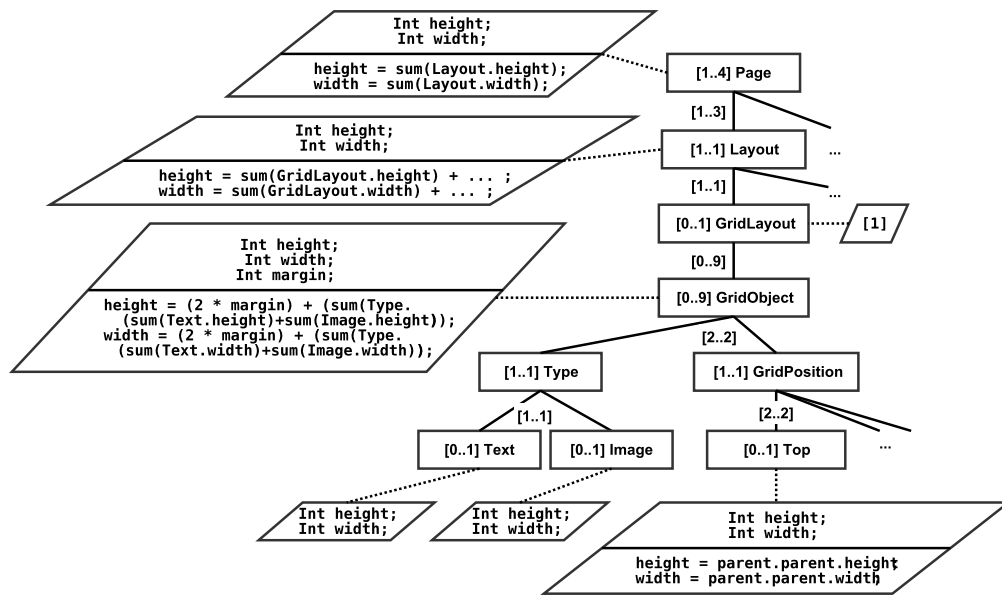 Int height;
Int width;
height = sum(Layout.height);
width = sum(Layout.width);
[1..4] Page
[1..3]
Int height;
Int width;
height = sum(GridLayout.height) + ... ;
width = sum(GridLayout.width) + ... ;
[1..1] Layout
...
[1..1]
...
[0..1] GridLayout
[1]
Int height;
Int width;
Int margin;
height = (2 * margin) + (sum(Type.
(sum(Text.height)+sum(Image.height));
width = (2 * margin) + (sum(Type.
(sum(Text.width)+sum(Image.width));
[0..9]
[0..9] GridObject
[2..2]
[1..1] Type
[1..1] GridPosition
[1..1]
[2..2]
[0..1] Text
[0..1] Image
[0..1] Top
...
Int height;
Int width;
Int height;
Int width;
Int height;
Int width;
height = parent.parent.height;
width = parent.parent.width;